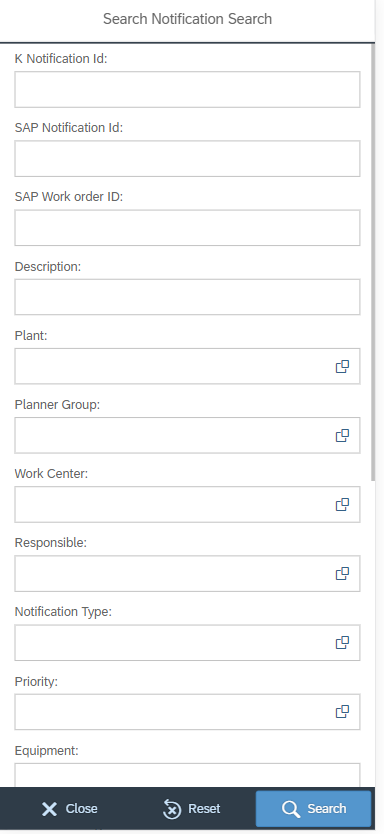 Search Notification Search
K Notification Id:
SAP Notification Id:
SAP Work order ID:
Description:
Plant:
Planner Group:
Work Center:
Responsible:
Notification Type:
Priority:
Equipment:
Close Reset Search